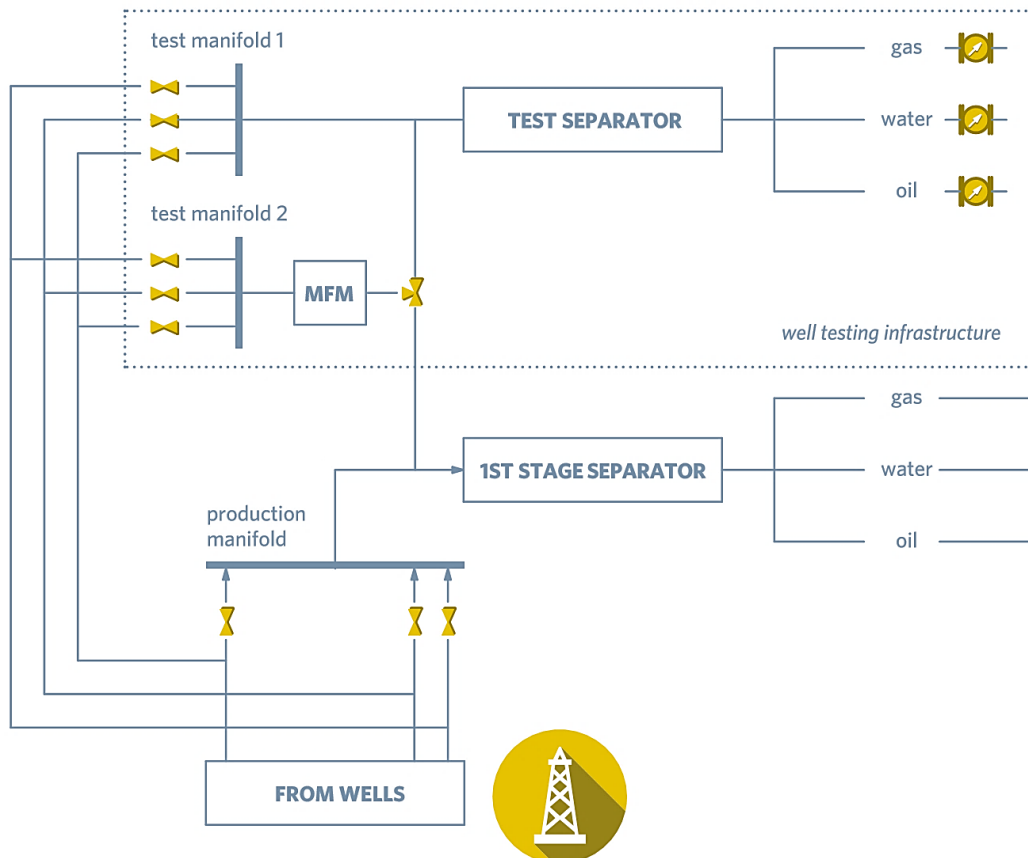 test manifold 1
gas
TEST SEPARATOR
water
oil
test manifold 2
MFM
well testing infrastructure
gas
1ST STAGE SEPARATOR
water
production
manifold
oil
FROM WELLS